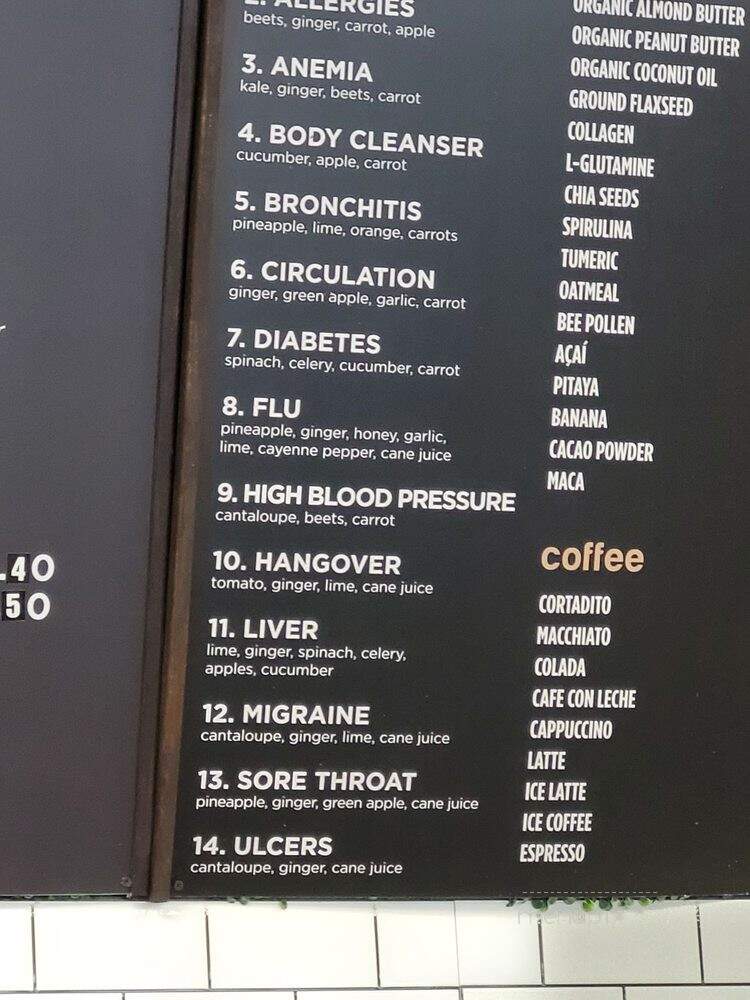 2. ALLERGIES
beets, ginger, carrot, apple
3. ANEMIA
kale, ginger, beets, carrot
4. BODY CLEANSER
cucumber, apple, carrot
5. BRONCHITIS
pineapple, lime, orange, carrots
6. CIRCULATION
ginger, green apple, garlic, carrot
7. DIABETES
spinach, celery, cucumber, carrot
8. FLU
pineapple, ginger, honey, garlic,
lime, cayenne pepper, cane juice
9. HIGH BLOOD PRESSURE
cantaloupe, beets, carrot
10. HANGOVER
tomato, ginger, lime, cane juice
11. LIVER
lime, ginger, spinach, celery,
apples, cucumber
12. MIGRAINE
cantaloupe, ginger, lime, cane juice
13. SORE THROAT
pineapple, ginger, green apple, cane juice
14. ULCERS
cantaloupe, ginger, cane juice
ORGANIC ALMOND BUTTER
ORGANIC PEANUT BUTTER
ORGANIC COCONUT OIL
GROUND FLAXSEED
COLLAGEN
L-GLUTAMINE
CHIA SEEDS
SPIRULINA
TUMERIC
OATMEAL
BEE POLLEN
AÇAÍ
PITAYA
BANANA
CACAO POWDER
MACA
coffee
CORTADITO
MACCHIATO
COLADA
CAFE CON LECHE
CAPPUCCINO
LATTE
ICE LATTE
ICE COFFEE
ESPRESSO
.40
50